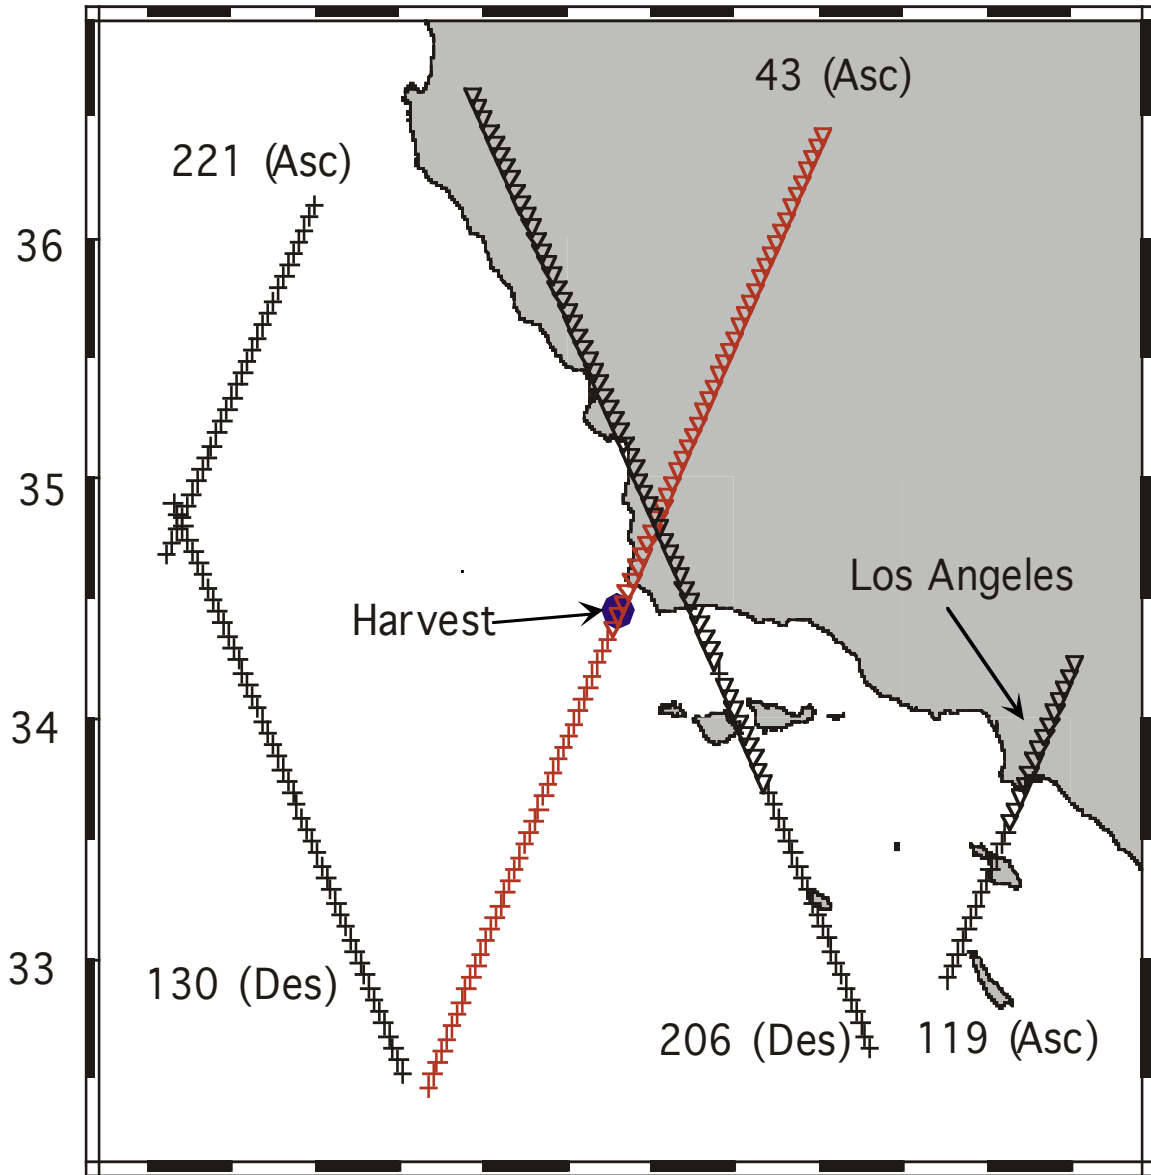 43 (Asc)
221 (Asc)
36
35
Los Angeles
Harvest
34
33
130 (Des)
206 (Des)
119 (Asc)